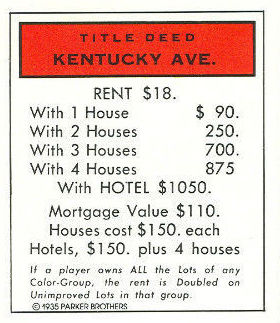 TITLE DEED
KENTUCKY AVE.
RENT $18.
With 1 House $ 90.
With 2 Houses 250.
With 3 Houses 700.
With 4 Houses 875
With HOTEL $1050.
Mortgage Value $110.
Houses cost $150. each
Hotels, $150. plus 4 houses
If a player owns ALL the Lots of any
Color-Group, the rent is Doubled on
Unimproved Lots in that group.
© 1935 PARKER BROTHERS